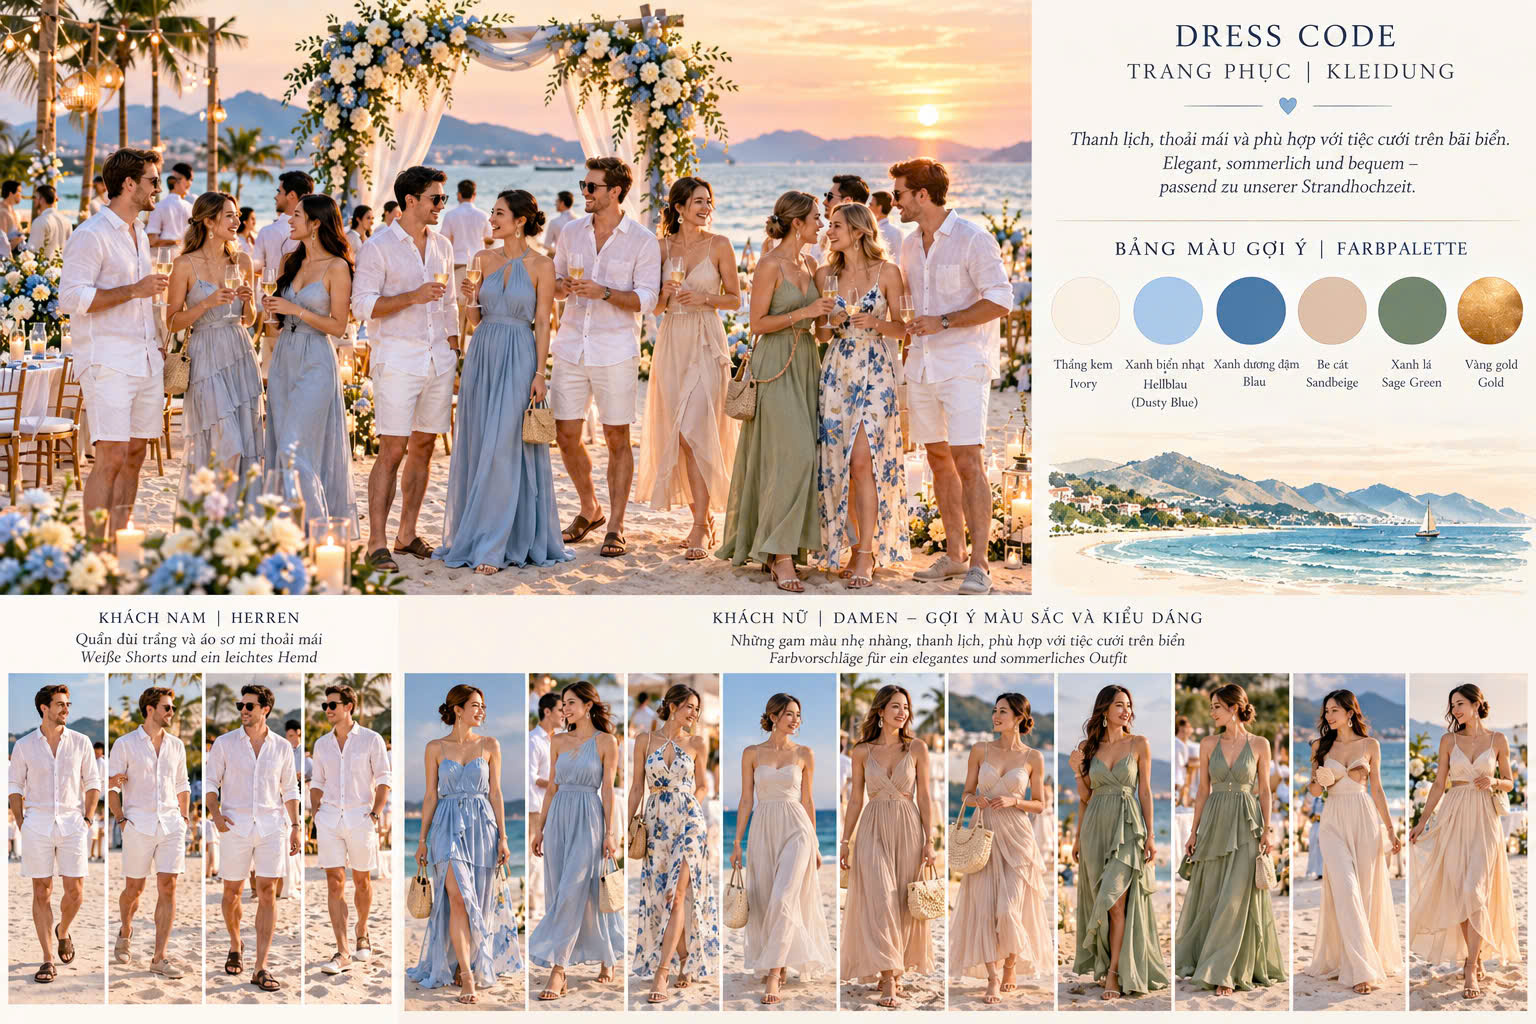 DRESS CODE
TRANG PHỤC | KLEIDUNG
Thanh lịch, thoải mái và phù hợp với tiệc cưới trên bãi biển.
Elegant, sommerlich und bequem –
passend zu unserer Strandhochzeit.
BẢNG MÀU GỢI Ý | FARBPALETTE
Thắng kem
Ivory
Xanh biển nhạt
Hellblau
(Dusty Blue)
Xanh dương dậm
Blau
Be cát
Sandbeige
Xanh lá
Sage Green
Vàng gold
Gold
KHÁCH NAM | HERREN
Quần dùi trắng và áo sơ mi thoải mái
Weiße Shorts und ein leichtes Hemd
KHÁCH NỮ | DAMEN – GỢI Ý MÀU SẮC VÀ KIỂU DÁNG
Những gam màu nhẹ nhàng, thanh lịch, phù hợp với tiệc cưới trên biển
Farbvorschläge für ein elegantes und sommerliches Outfit